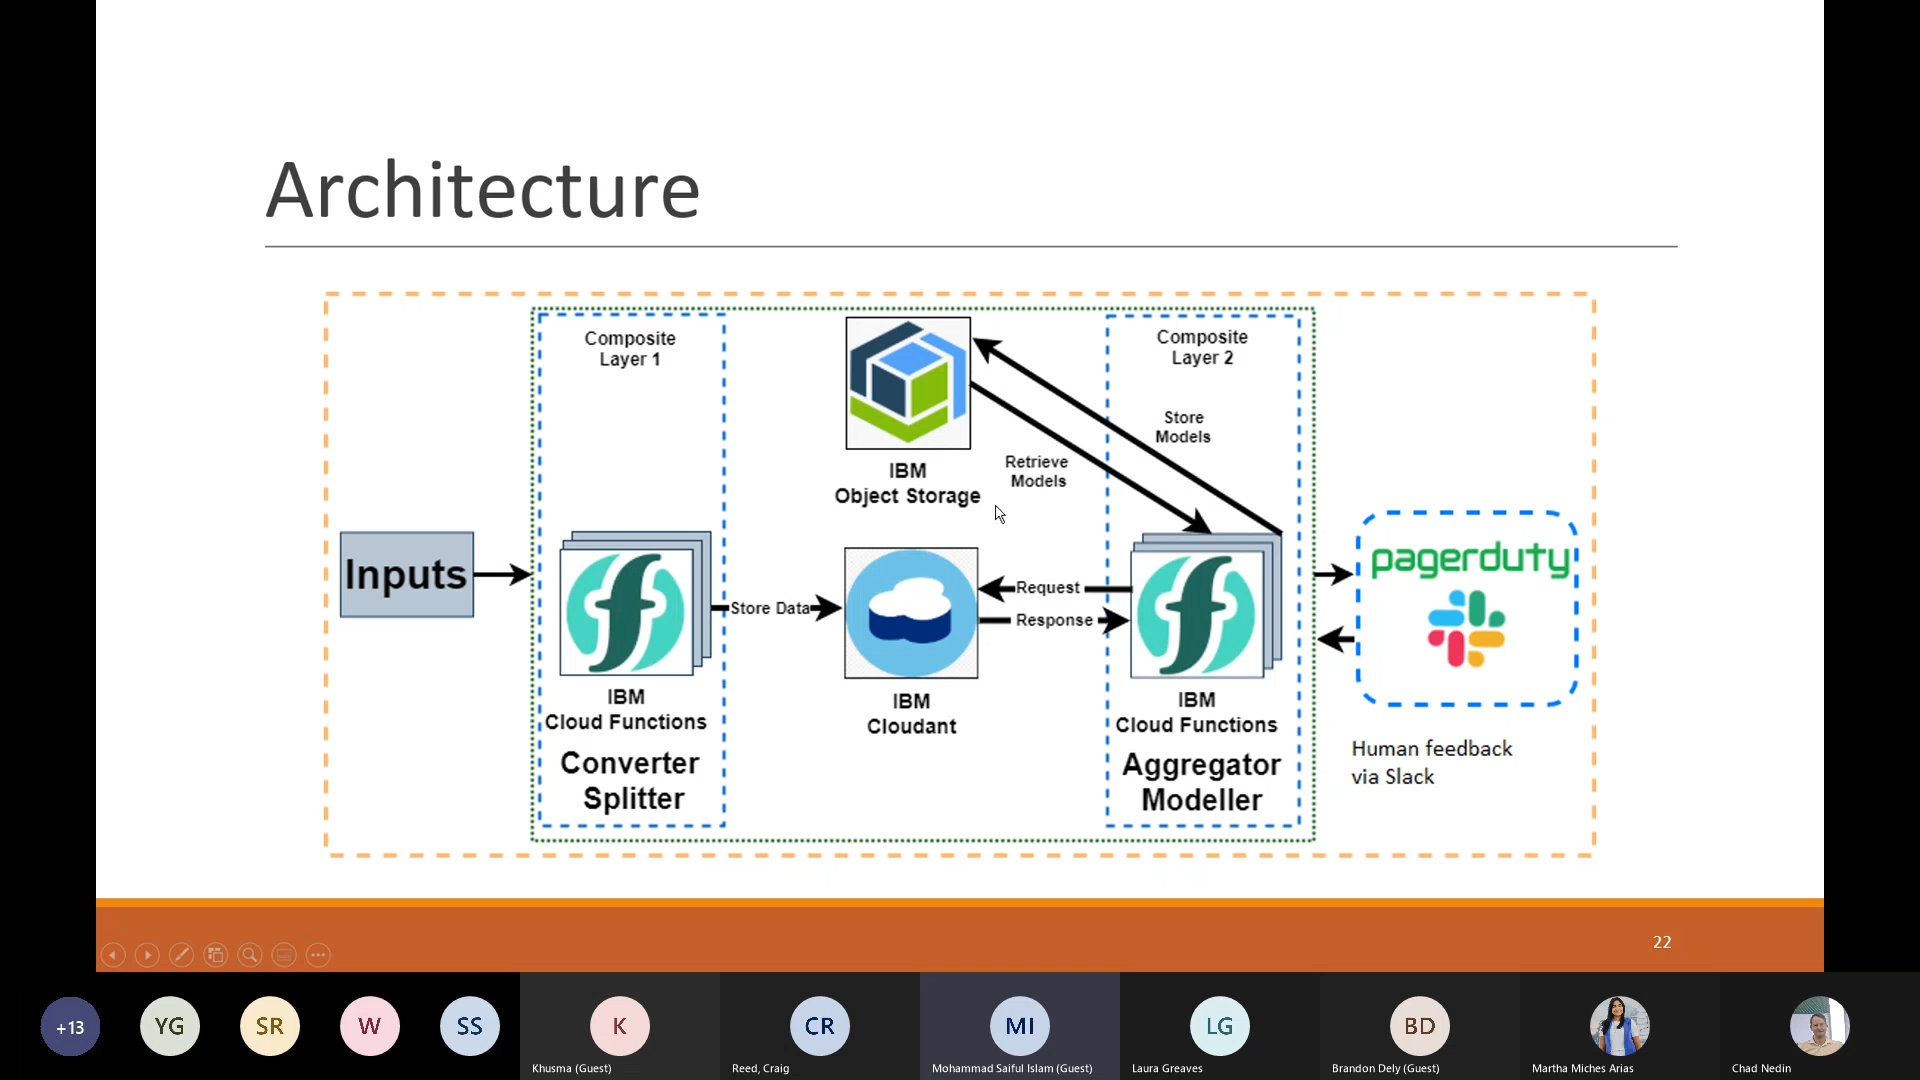 Architecture
Composite
Layer 1
Composite
Layer 2
Store
Models
Retrieve
Models
IBM
Object Storage
Inputs
pagerduty
Request
Store Data
Response
IBM
Cloud Functions
IBM
Cloudant
IBM
Cloud Functions
Converter
Splitter
Aggregator
Modeller
Human feedback
via Slack
22
+13
YG
SR
W
SS
K
CR
MI
LG
BD
Khusma (Guest)
Reed, Craig
Mohammad Saiful Islam (Guest)
Laura Greaves
Brandon Dely (Guest)
Martha Miches Arias
Chad Nedin